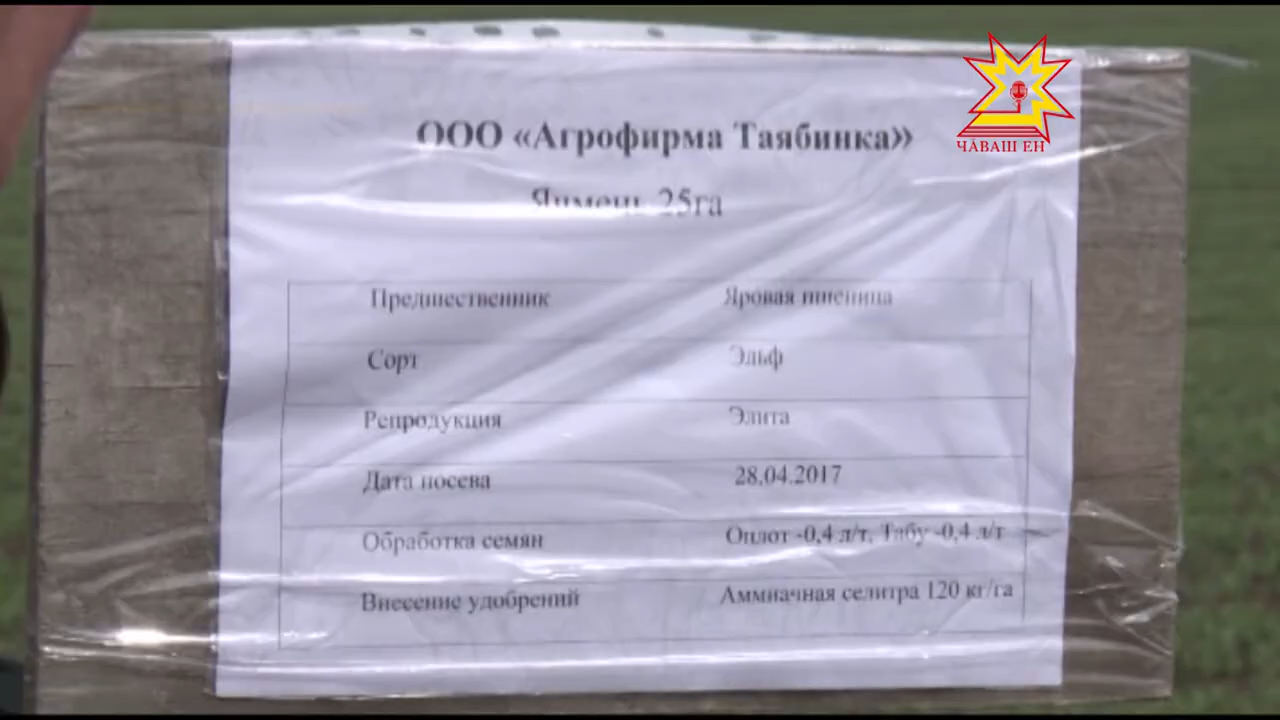 ЧӐВАШ ЕН
ООО «Агрофирма Таябинка»
Ячмень 25га
Предшественник Яровая пшеница
Сорт Эльф
Репродукция Элита
Дата посева 28.04.2017
Обработка семян Оплот -0,4 л/т, Табу -0,4 л/т
Внесение удобрений Аммиачная селитра 120 кг/га